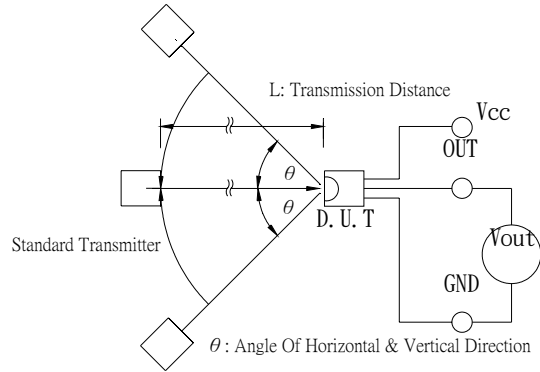 L: Transmission Distance
Vcc
OUT
θ
θ
D.U.T
Standard Transmitter
Vout
GND
θ : Angle Of Horizontal & Vertical Direction